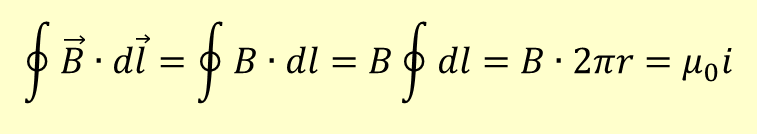 ∮ B⃗ · dl⃗ = ∮ B · dl = B ∮ dl = B · 2πr = μ₀i